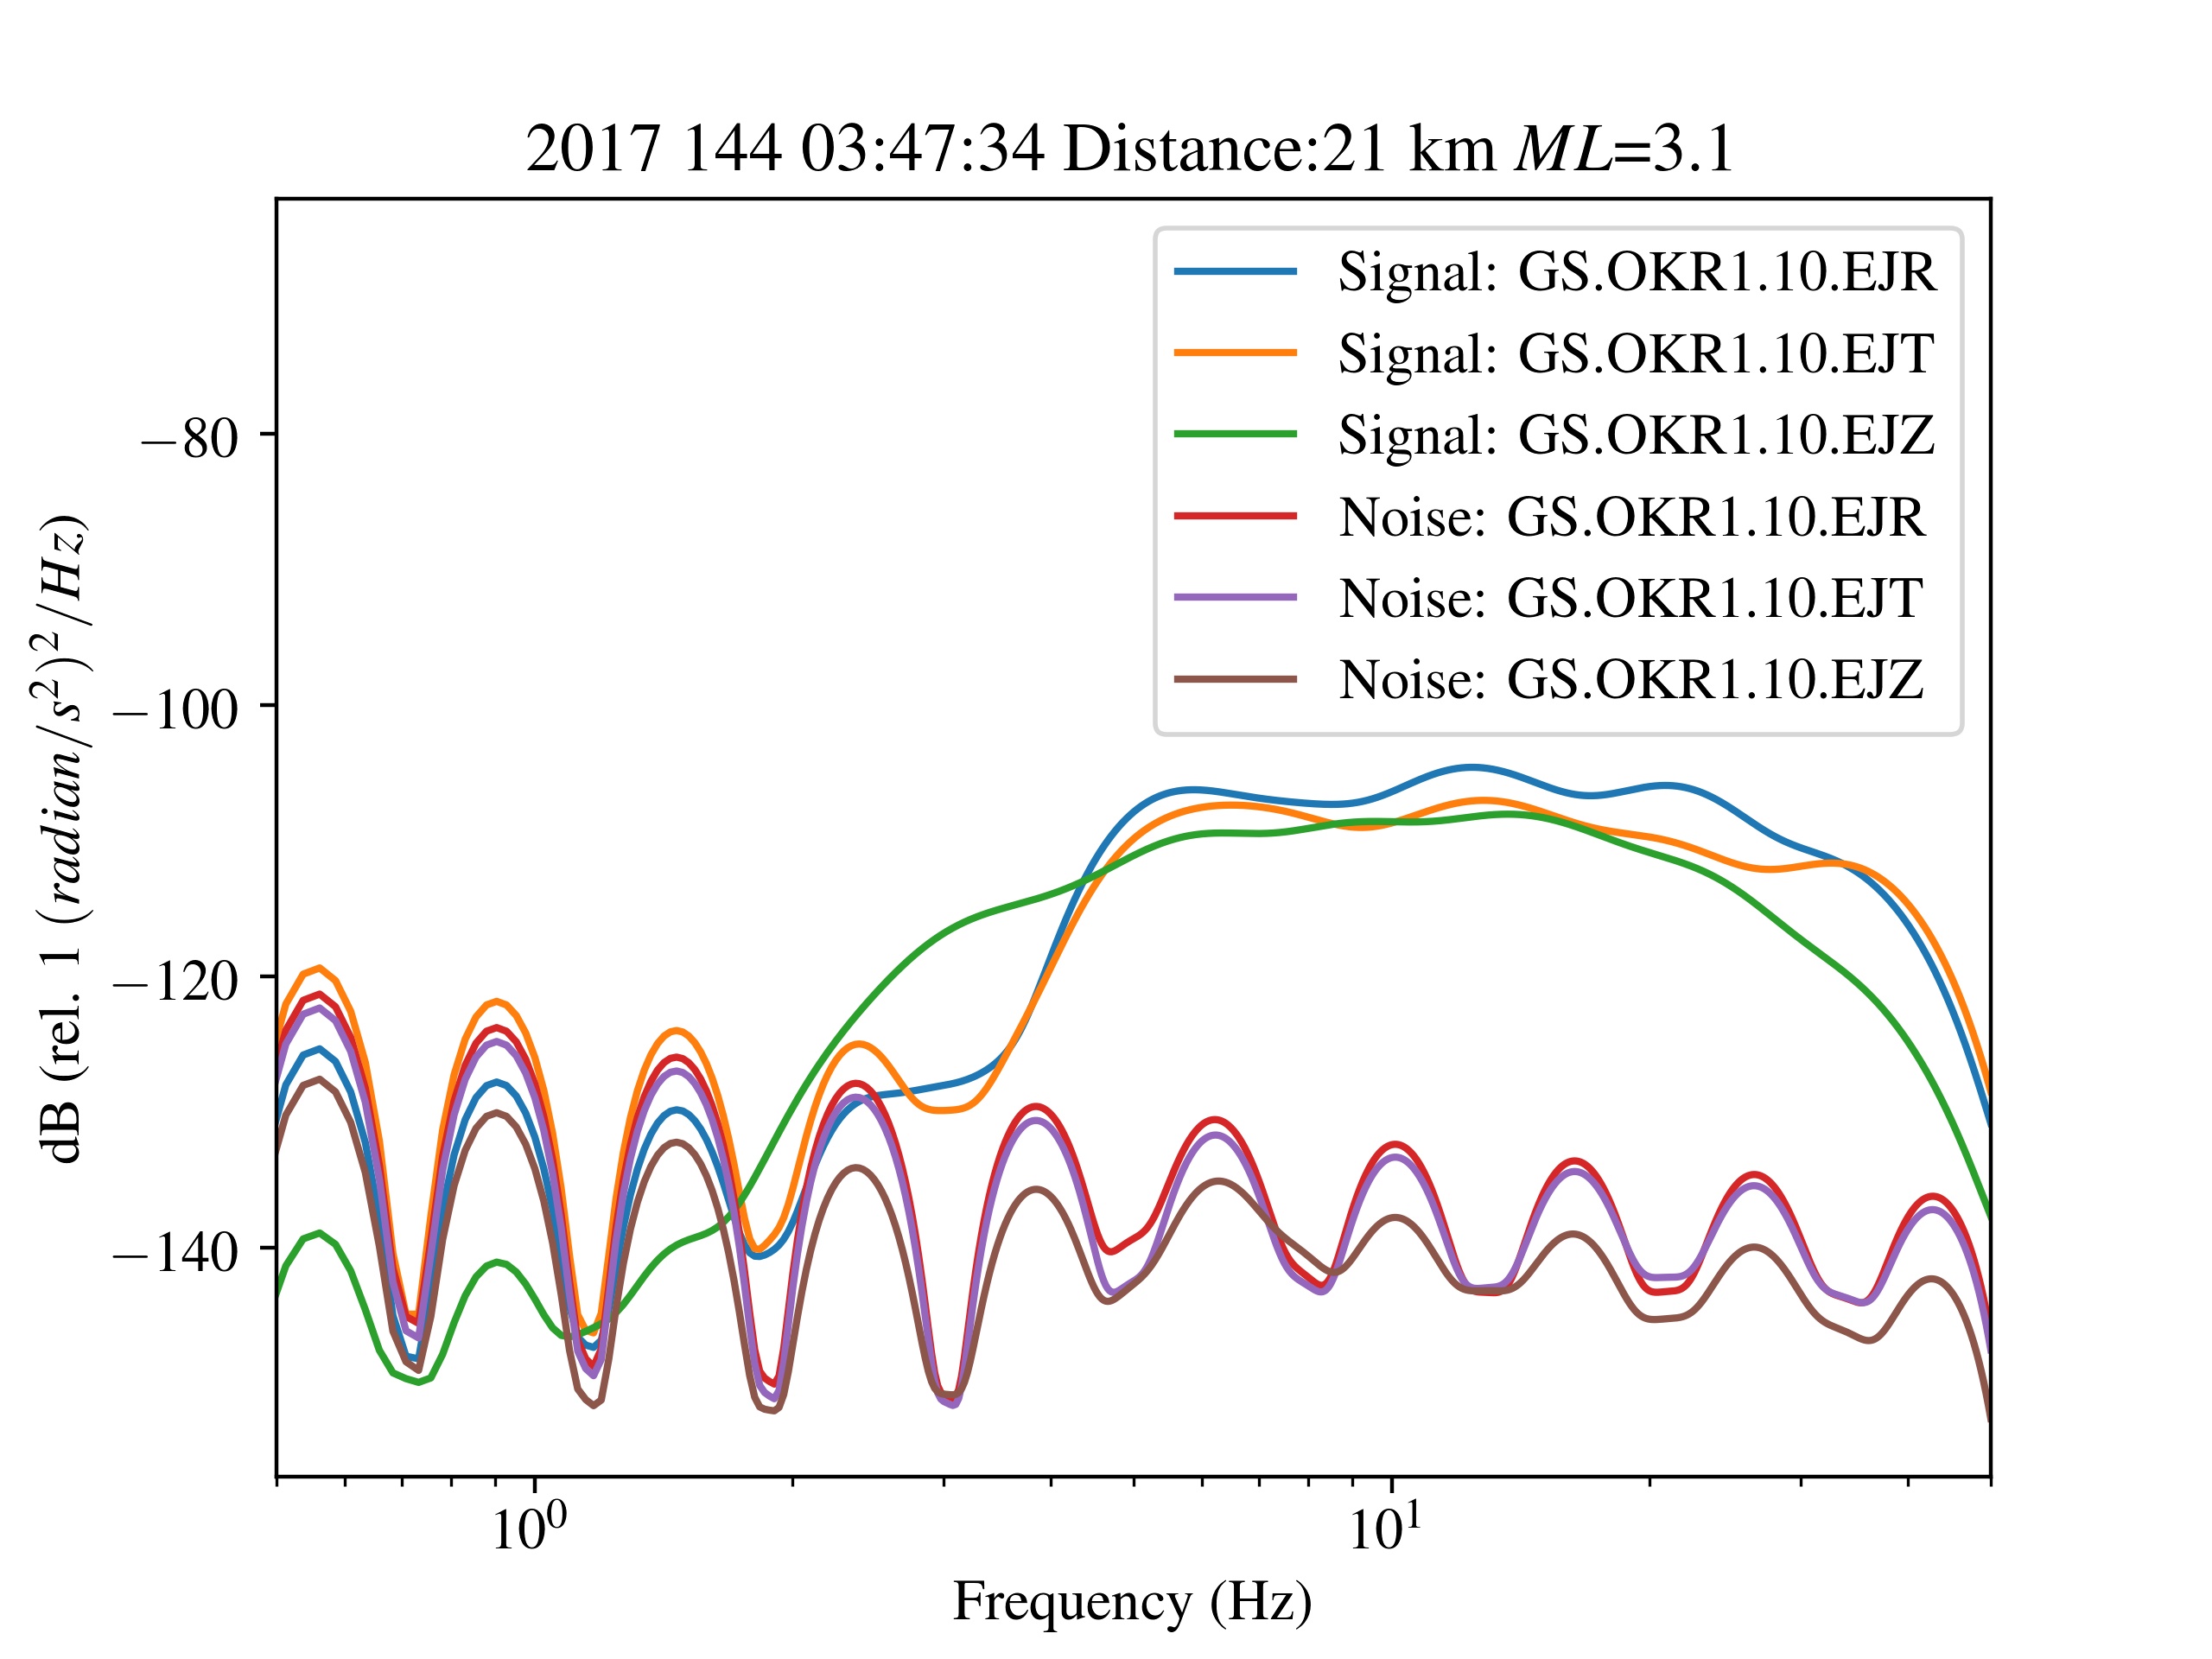 2017 144 03:47:34 Distance:21 km ML=3.1
Signal: GS.OKR1.10.EJR
Signal: GS.OKR1.10.EJT
Signal: GS.OKR1.10.EJZ
Noise: GS.OKR1.10.EJR
Noise: GS.OKR1.10.EJT
Noise: GS.OKR1.10.EJZ
−80
−100
−120
−140
dB (rel. 1 (radian/s²)²/Hz)
10⁰ 10¹
Frequency (Hz)